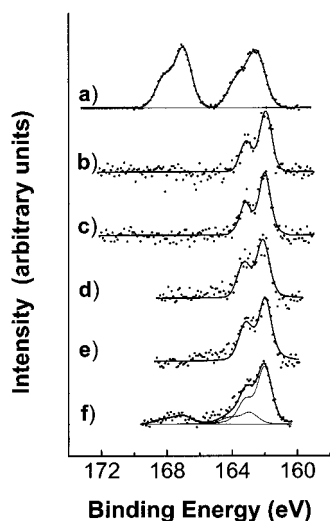 Intensity (arbitrary units)
a)
b)
c)
d)
e)
f)
172 168 164 160
Binding Energy (eV)